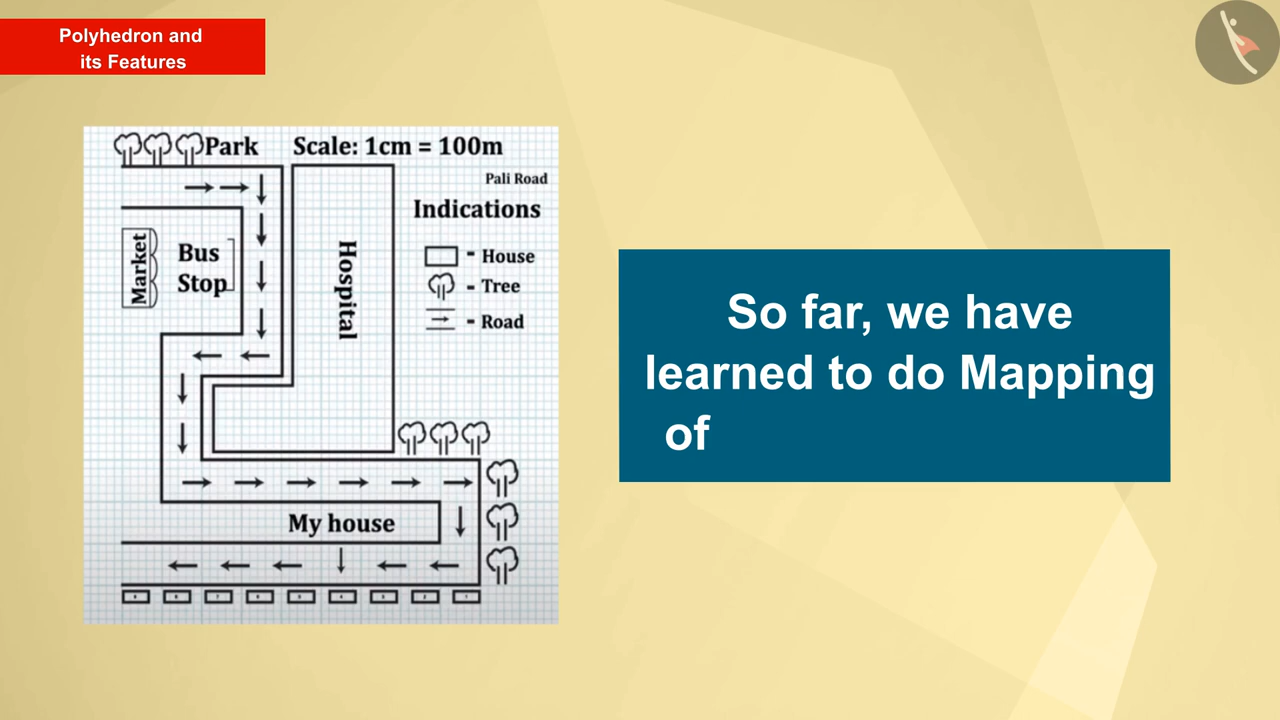 Polyhedron and
its Features
Park
Scale: 1cm = 100m
Pali Road
Indications
- House
- Tree
- Road
Market
Bus
Stop
Hospital
My house
So far, we have
learned to do Mapping
of